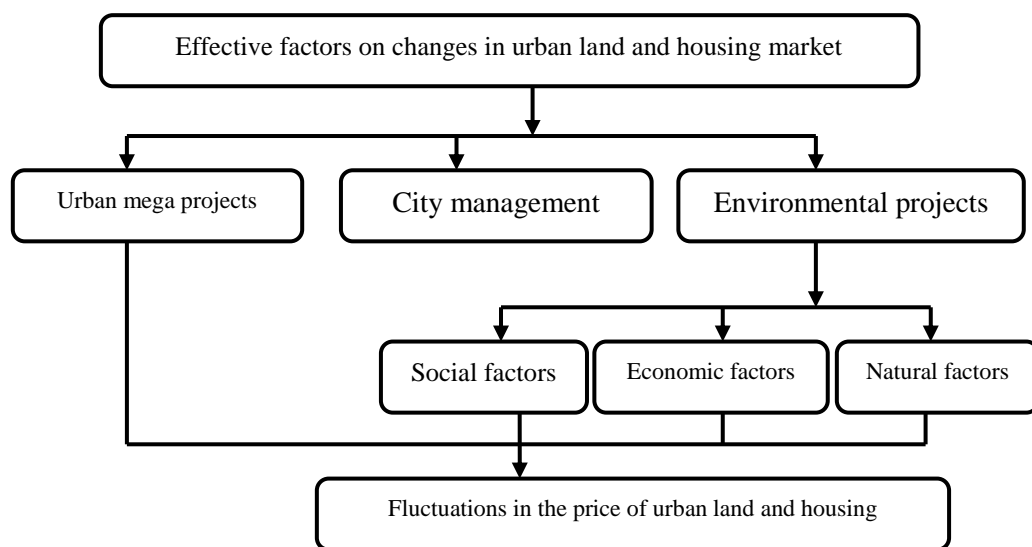 Effective factors on changes in urban land and housing market
Urban mega projects
City management
Environmental projects
Social factors
Economic factors
Natural factors
Fluctuations in the price of urban land and housing